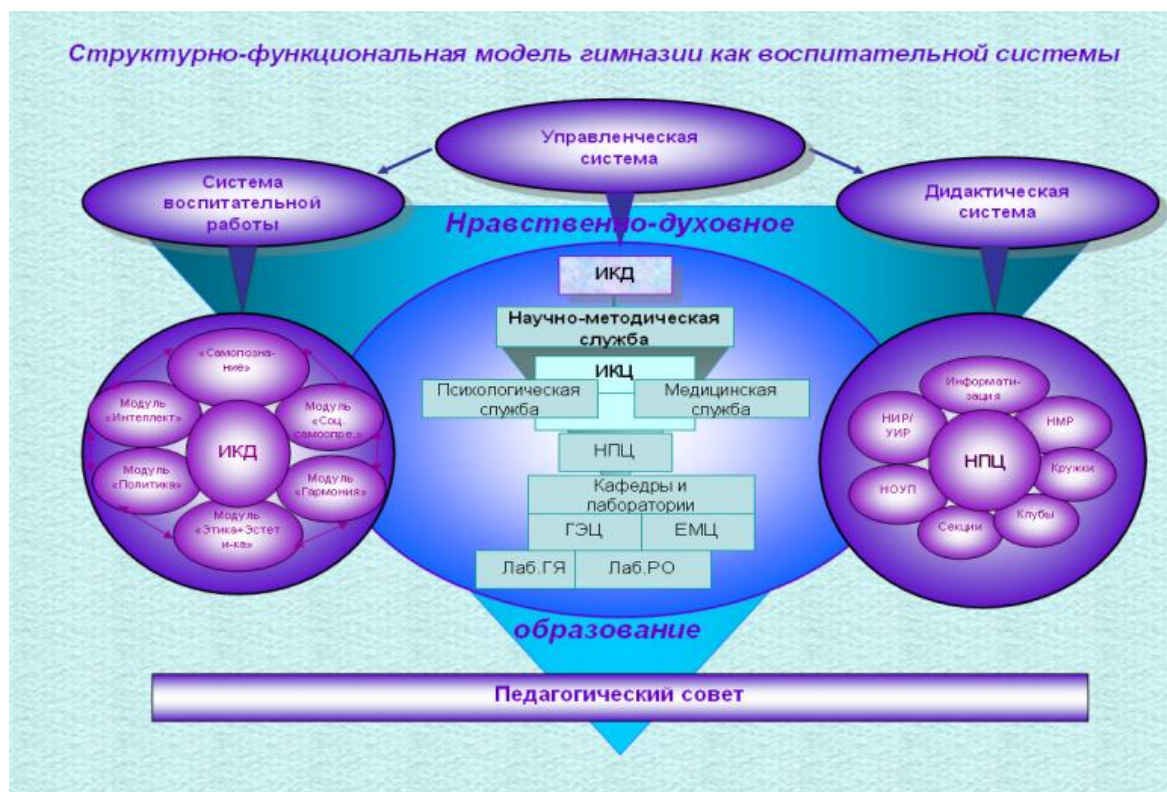 Структурно-функциональная модель гимназии как воспитательной системы
Управленческая
система
Система
воспитательной
работы
Дидактическая
система
Нравственно-духовное
ИКД
Научно-методическая
служба
ИКЦ
Психологическая
служба
Медицинская
служба
НПЦ
Кафедры и
лаборатории
ГЭЦ
ЕМЦ
Лаб.ГЯ
Лаб.РО
«Самопозна-
ние»
Модуль
«Интеллект»
Модуль
«Соц.
самоопре.»
ИКД
Модуль
«Политика»
Модуль
«Гармония»
Модуль
«Этика+Эстет
и-ка»
Информати-
зация
НИР/
УИР
НМР
НПЦ
Кружки
НОУП
Клубы
Секции
образование
Педагогический совет